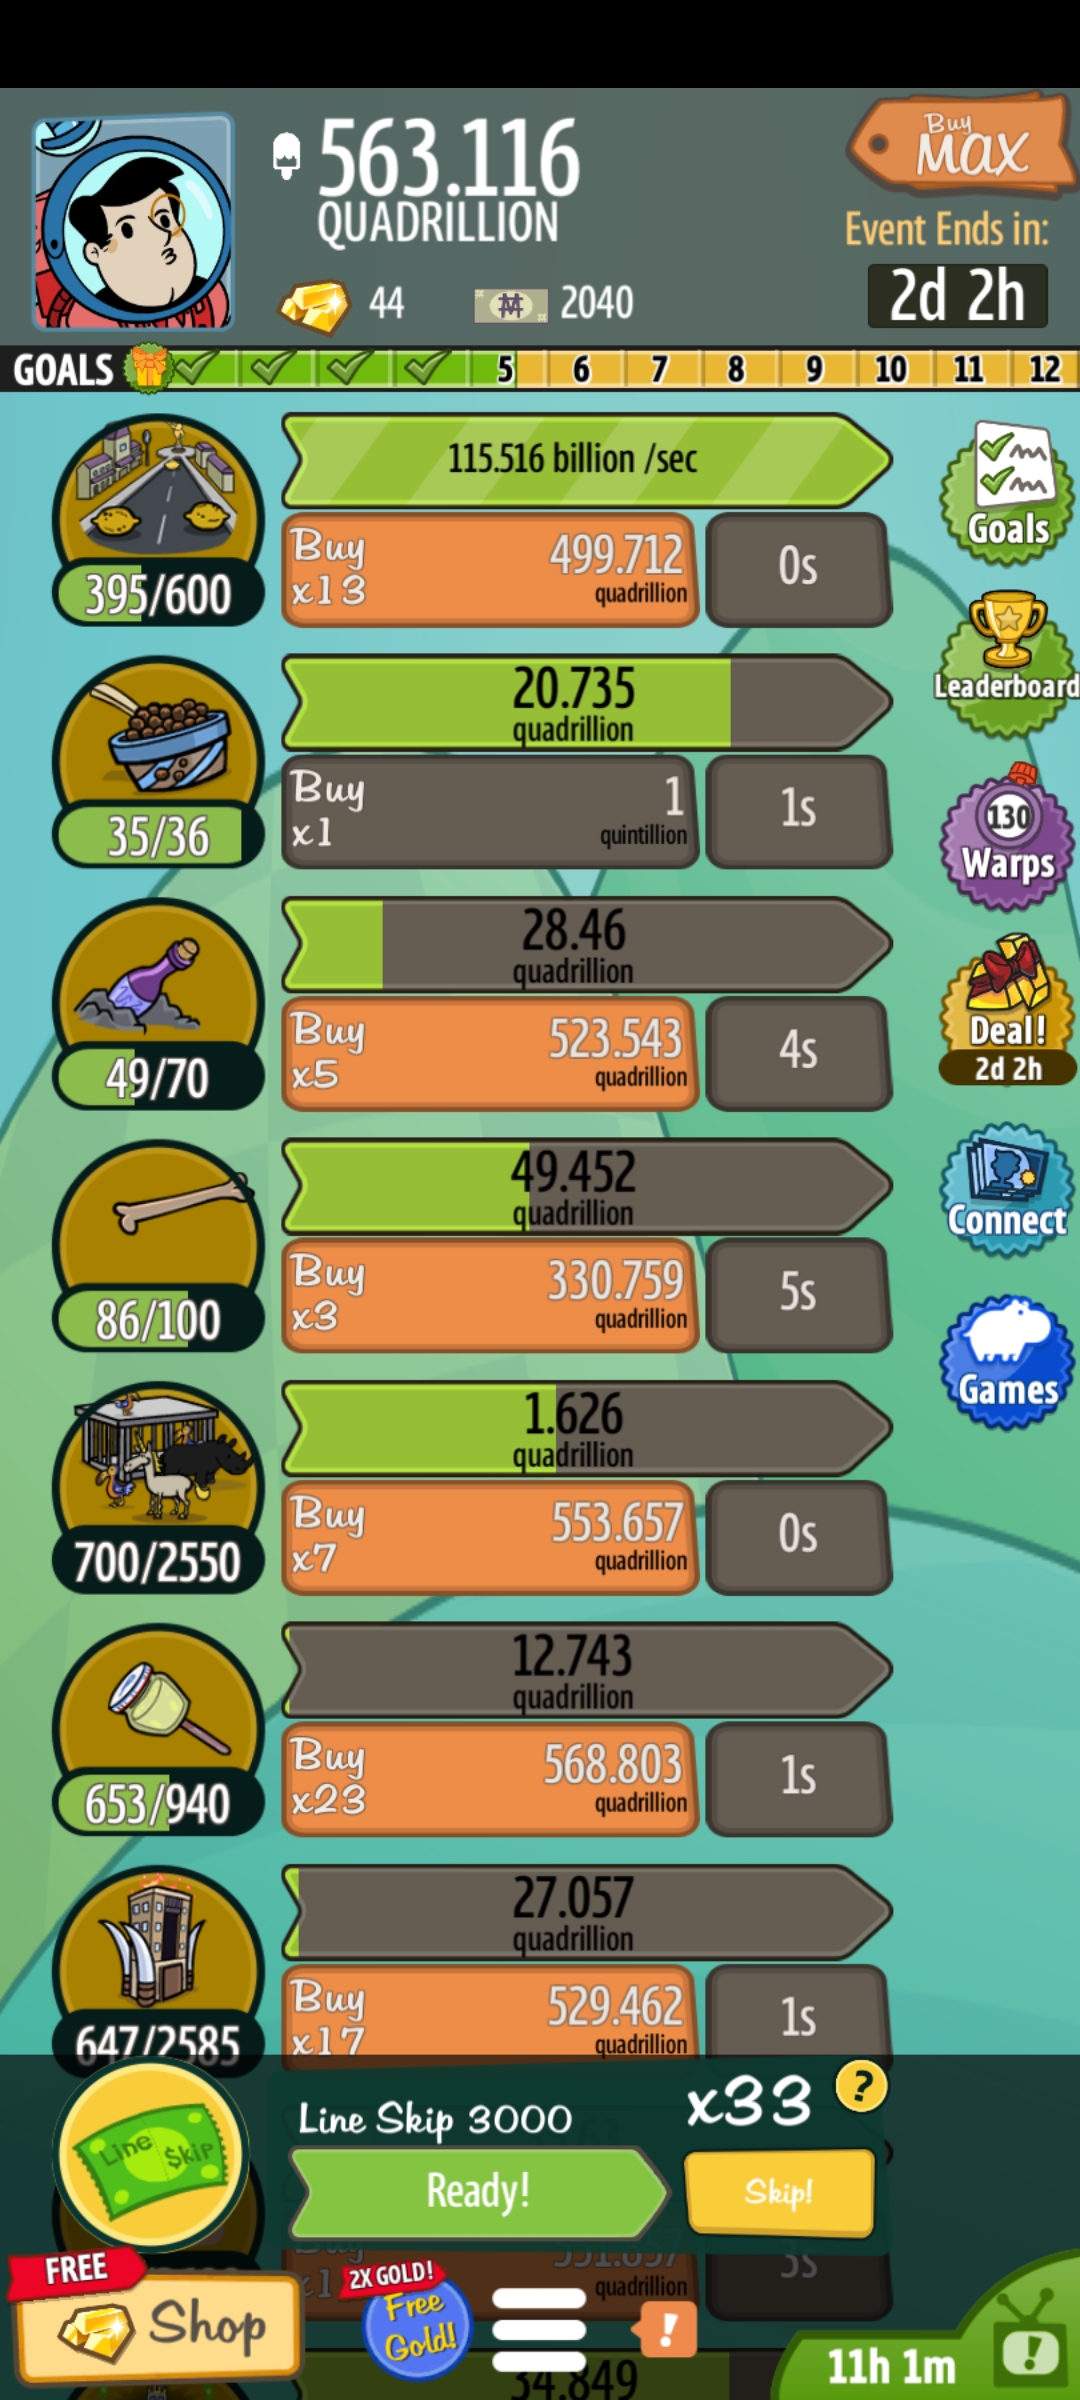 563.116
QUADRILLION
Buy
MAX
Event Ends in:
2d 2h
44
2040
GOALS 5 6 7 8 9 10 11 12
115.516 billion /sec
Buy
x13
499.712
quadrillion
0s
395/600
20.735
quadrillion
Buy
x1
1
quintillion
1s
35/36
28.46
quadrillion
Buy
x5
523.543
quadrillion
4s
49/70
49.452
quadrillion
Buy
x3
330.759
quadrillion
5s
86/100
1.626
quadrillion
Buy
x7
553.657
quadrillion
0s
700/2550
12.743
quadrillion
Buy
x23
568.803
quadrillion
1s
653/940
27.057
quadrillion
Buy
x17
529.462
quadrillion
1s
647/2585
Goals
Leaderboard
130
Warps
Deal!
2d 2h
Connect
Games
Line Skip
Line Skip 3000
x33
?
Ready!
Skip!
quadrillion
3s
FREE
Shop
2X GOLD!
Free
Gold!
!
34.849
11h 1m
!